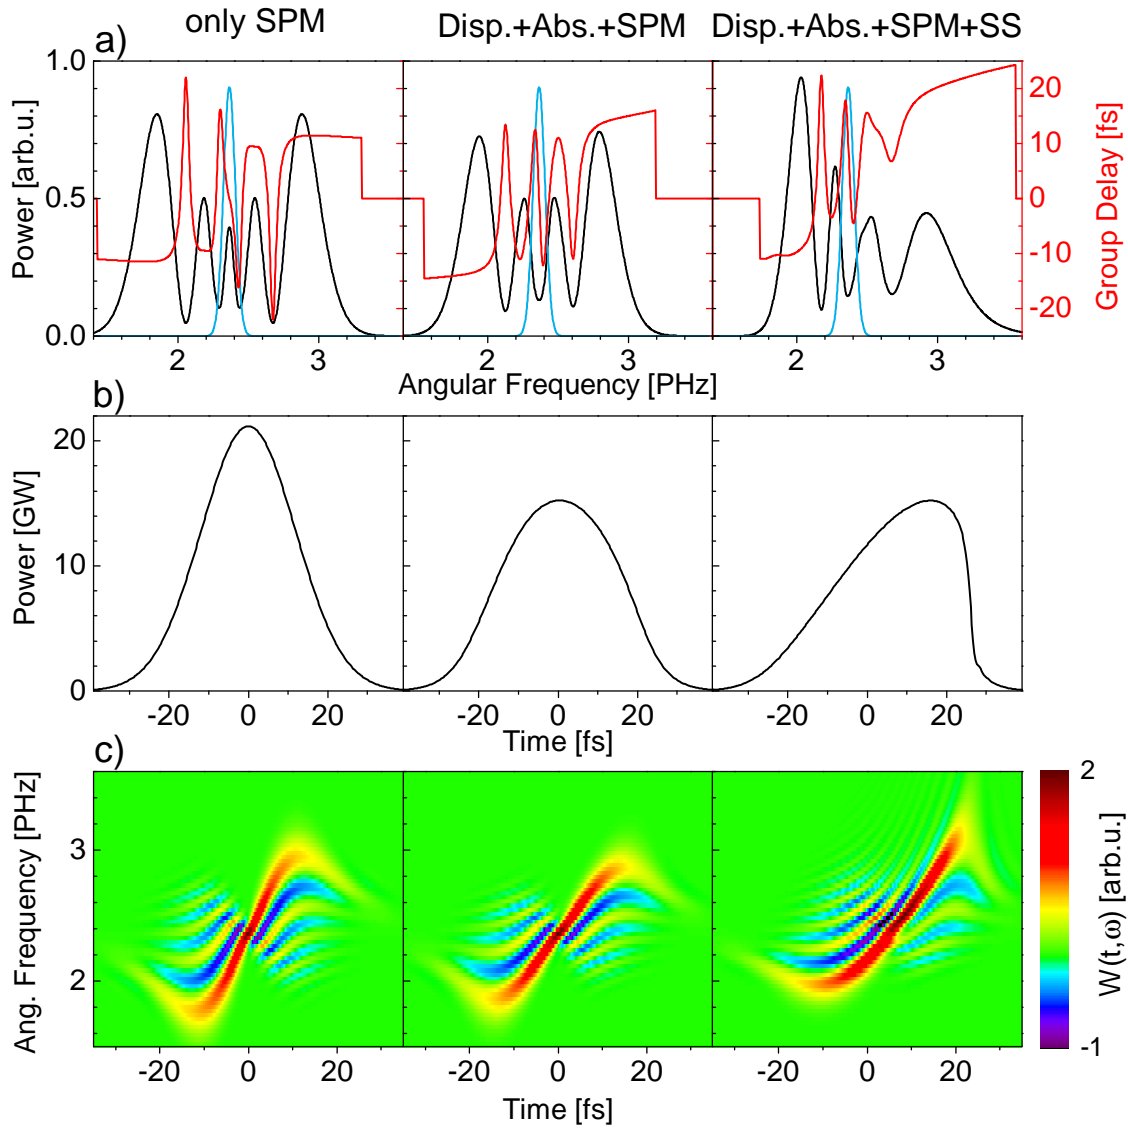 only SPM
Disp.+Abs.+SPM
Disp.+Abs.+SPM+SS
a)
Power [arb.u.]
1.0
0.5
0.0
20
10
0
-10
-20
Group Delay [fs]
2 3 2 3 2 3
Angular Frequency [PHz]
b)
Power [GW]
20
10
0
-20 0 20 -20 0 20 -20 0 20
Time [fs]
c)
Ang. Frequency [PHz]
3
2
2
-1
W(t,ω) [arb.u.]
-20 0 20 -20 0 20 -20 0 20
Time [fs]